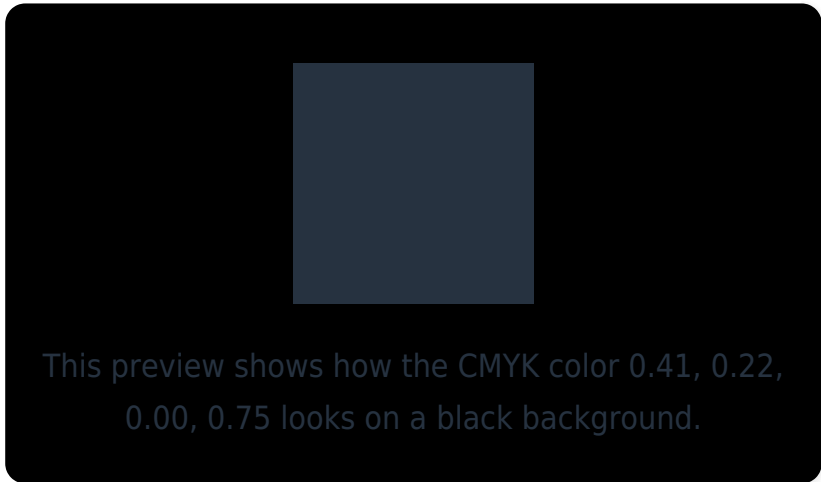 This preview shows how the CMYK color 0.41, 0.22,
0.00, 0.75 looks on a black background.